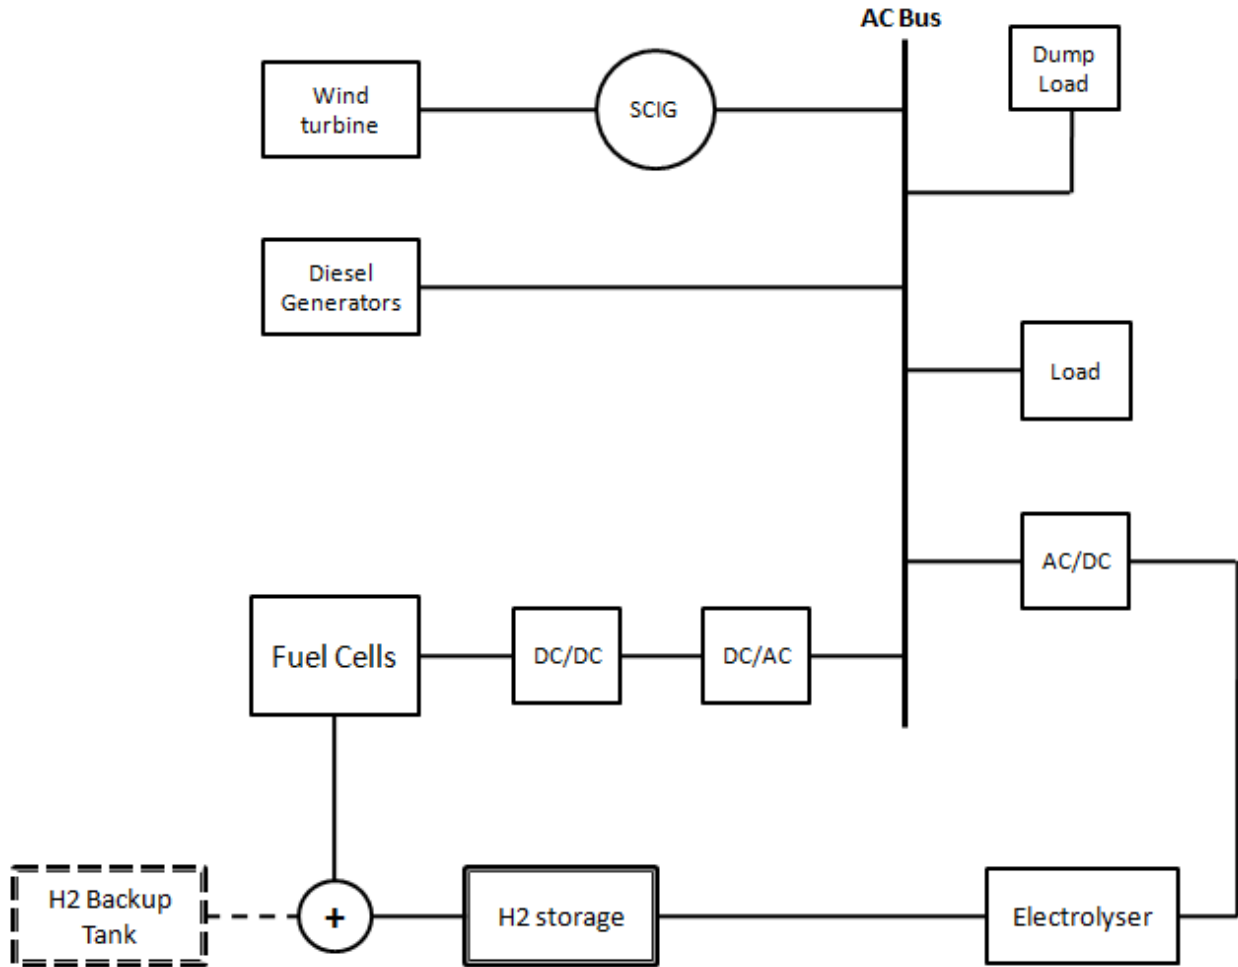 AC Bus
Dump
Load
Wind
turbine
SCIG
Diesel
Generators
Load
AC/DC
Fuel Cells
DC/DC
DC/AC
H2 Backup
Tank
+
H2 storage
Electrolyser